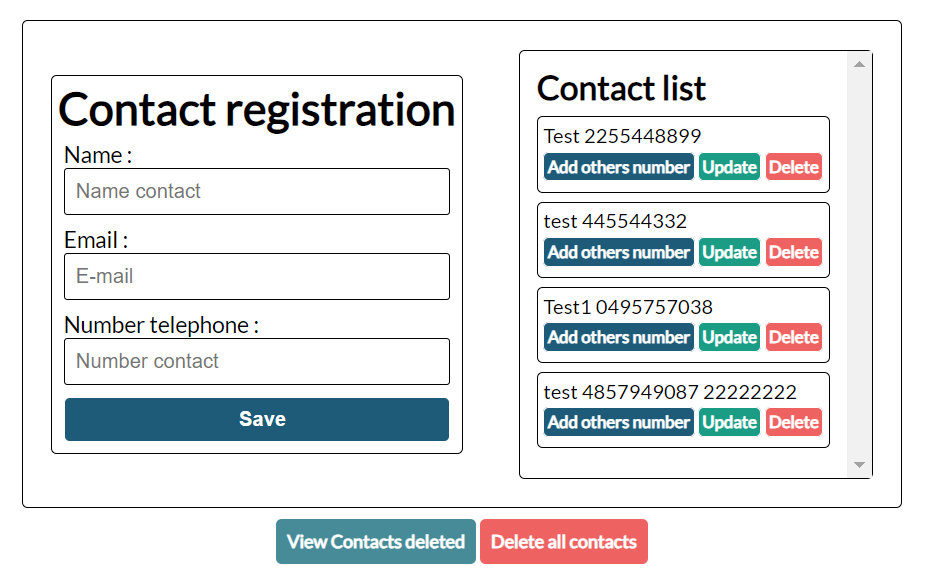 Contact registration
Name :
Name contact
Email :
E-mail
Number telephone :
Number contact
Save
Contact list
Test 2255448899
Add others number Update Delete
test 445544332
Add others number Update Delete
Test1 0495757038
Add others number Update Delete
test 4857949087 22222222
Add others number Update Delete
View Contacts deleted Delete all contacts